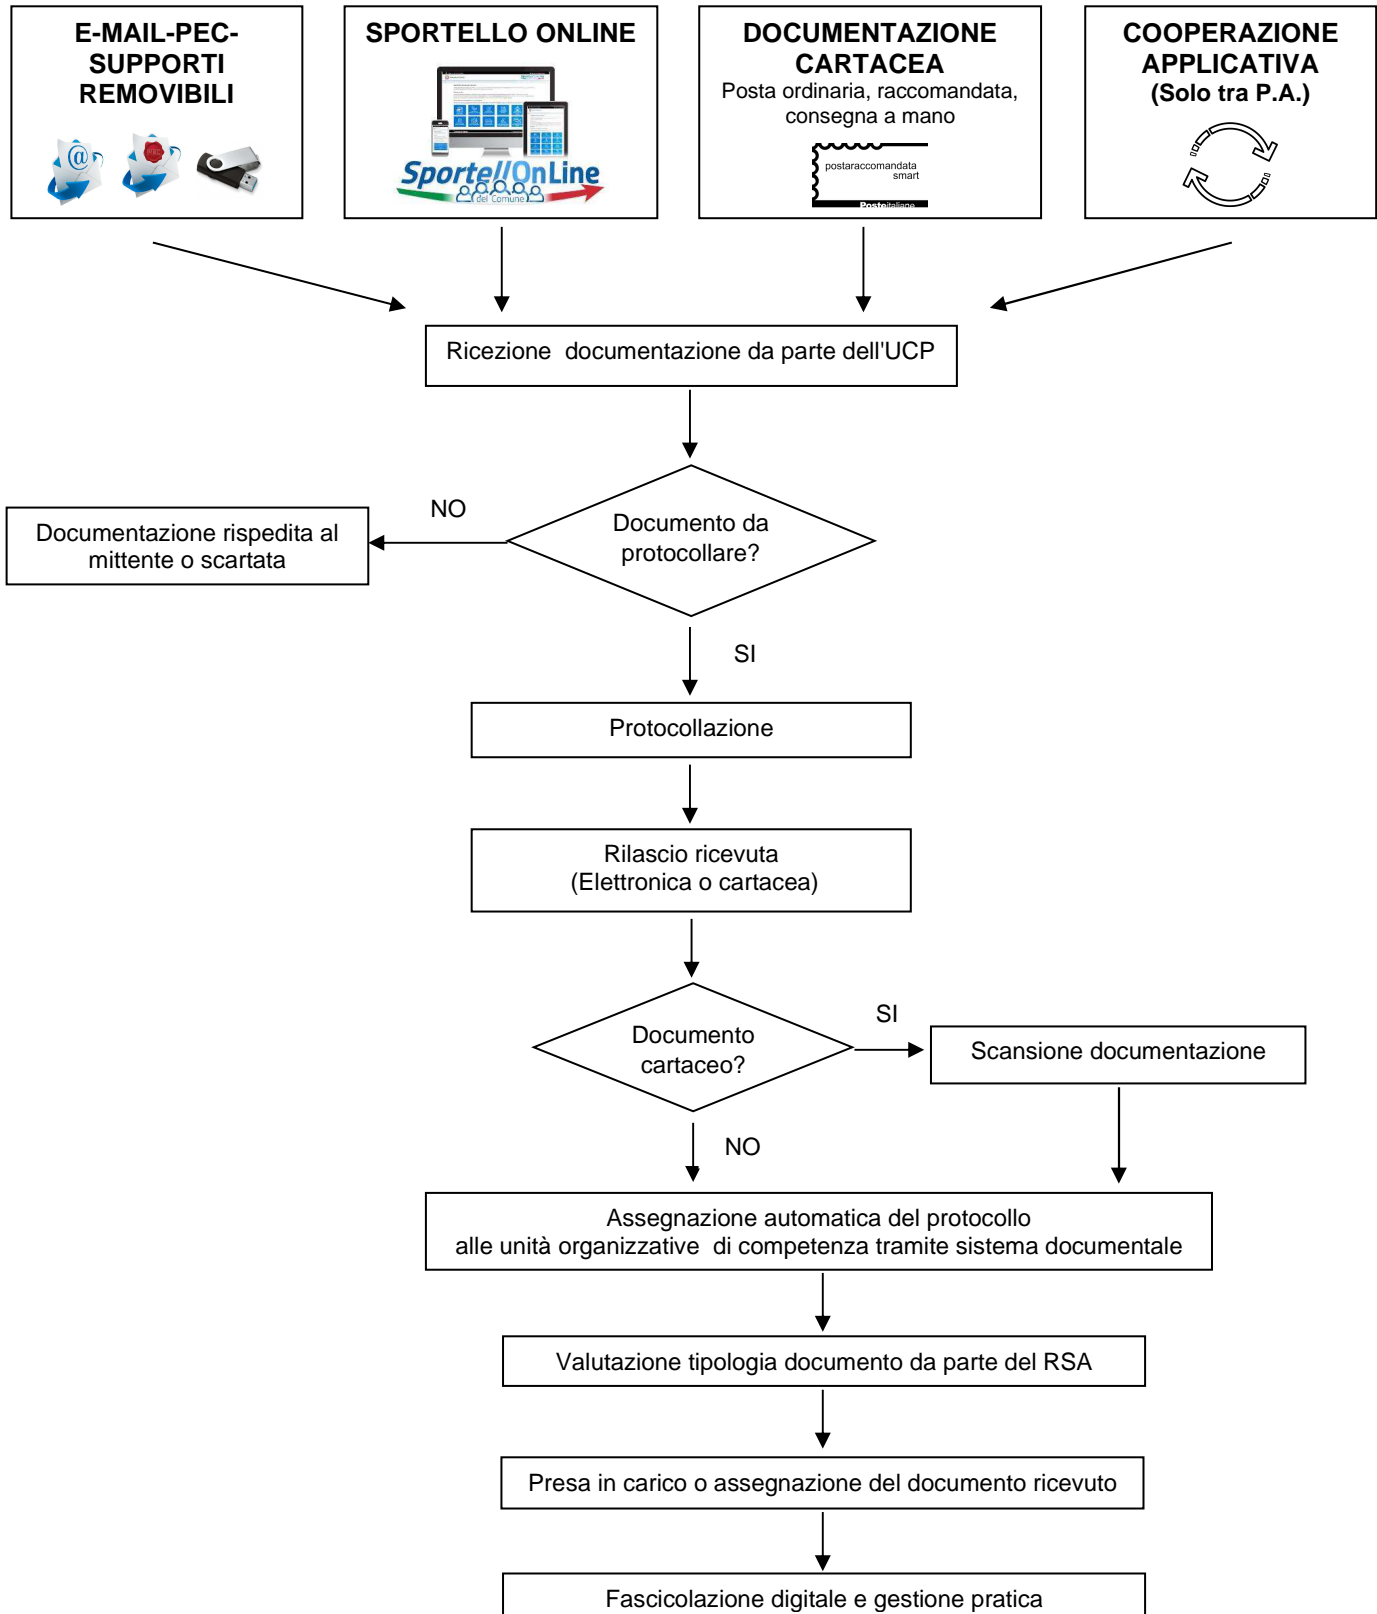 E-MAIL-PEC-
SUPPORTI
REMOVIBILI
@
SPORTELLO ONLINE
SportellOnLine
del Comune
DOCUMENTAZIONE
CARTACEA
Posta ordinaria, raccomandata,
consegna a mano
postaraccomandata
smart
Posteitaliane
COOPERAZIONE
APPLICATIVA
(Solo tra P.A.)
Ricezione documentazione da parte dell'UCP
Documento da
protocollare?
NO
Documentazione rispedita al
mittente o scartata
SI
Protocollazione
Rilascio ricevuta
(Elettronica o cartacea)
Documento
cartaceo?
SI
Scansione documentazione
NO
Assegnazione automatica del protocollo
alle unità organizzative di competenza tramite sistema documentale
Valutazione tipologia documento da parte del RSA
Presa in carico o assegnazione del documento ricevuto
Fascicolazione digitale e gestione pratica